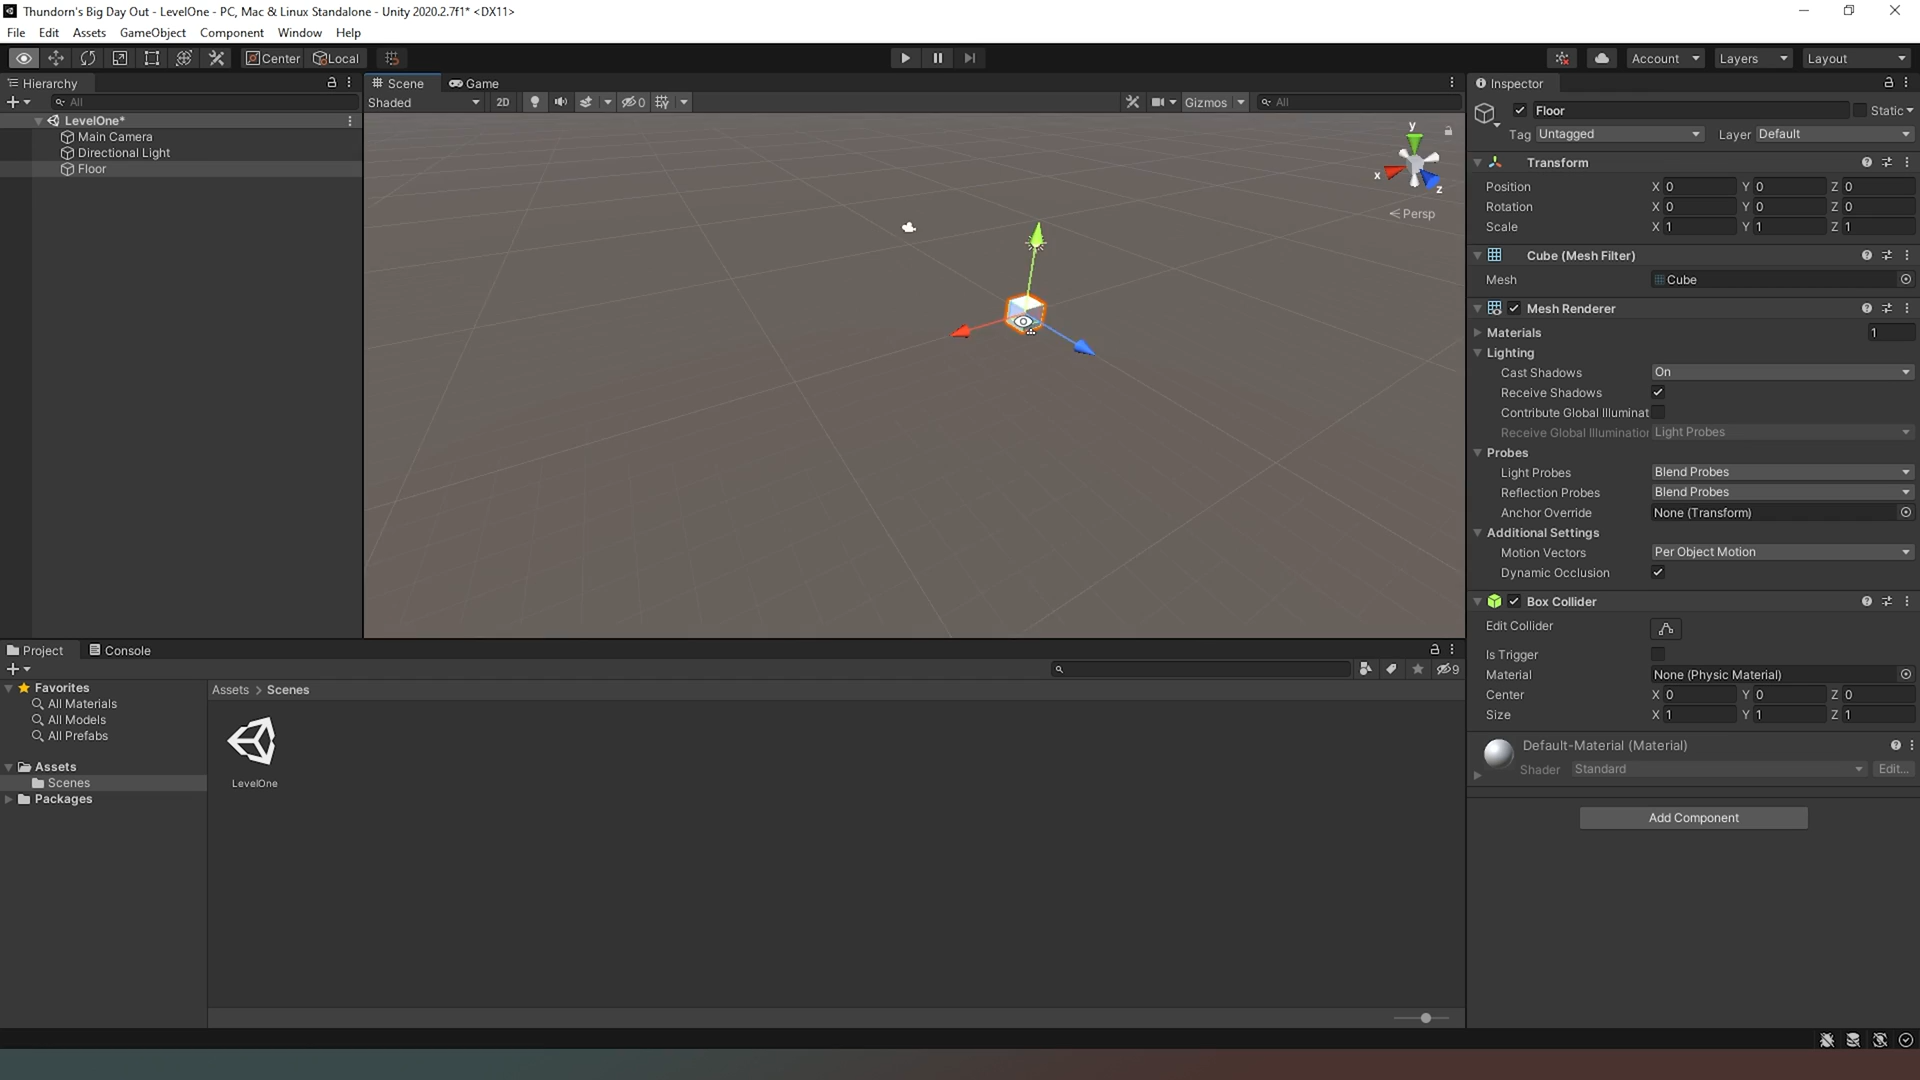 Thundorn's Big Day Out - LevelOne - PC, Mac & Linux Standalone - Unity 2020.2.7f1* <DX11>
File Edit Assets GameObject Component Window Help
Center Local Account Layers Layout
Hierarchy Scene Game Inspector
All Shaded 2D 0 Gizmos All
LevelOne*
Main Camera
Directional Light
Floor
y
x
z
Persp
Floor Static
Tag Untagged Layer Default
Transform
Position X 0 Y 0 Z 0
Rotation X 0 Y 0 Z 0
Scale X 1 Y 1 Z 1
Cube (Mesh Filter)
Mesh Cube
Mesh Renderer
Materials 1
Lighting
Cast Shadows On
Receive Shadows
Contribute Global Illuminat
Receive Global Illumination Light Probes
Probes
Light Probes Blend Probes
Reflection Probes Blend Probes
Anchor Override None (Transform)
Additional Settings
Motion Vectors Per Object Motion
Dynamic Occlusion
Box Collider
Edit Collider
Is Trigger
Material None (Physic Material)
Center X 0 Y 0 Z 0
Size X 1 Y 1 Z 1
Default-Material (Material)
Shader Standard Edit...
Add Component
Project Console
9
Favorites
All Materials
All Models
All Prefabs
Assets
Scenes
Packages
Assets > Scenes
LevelOne